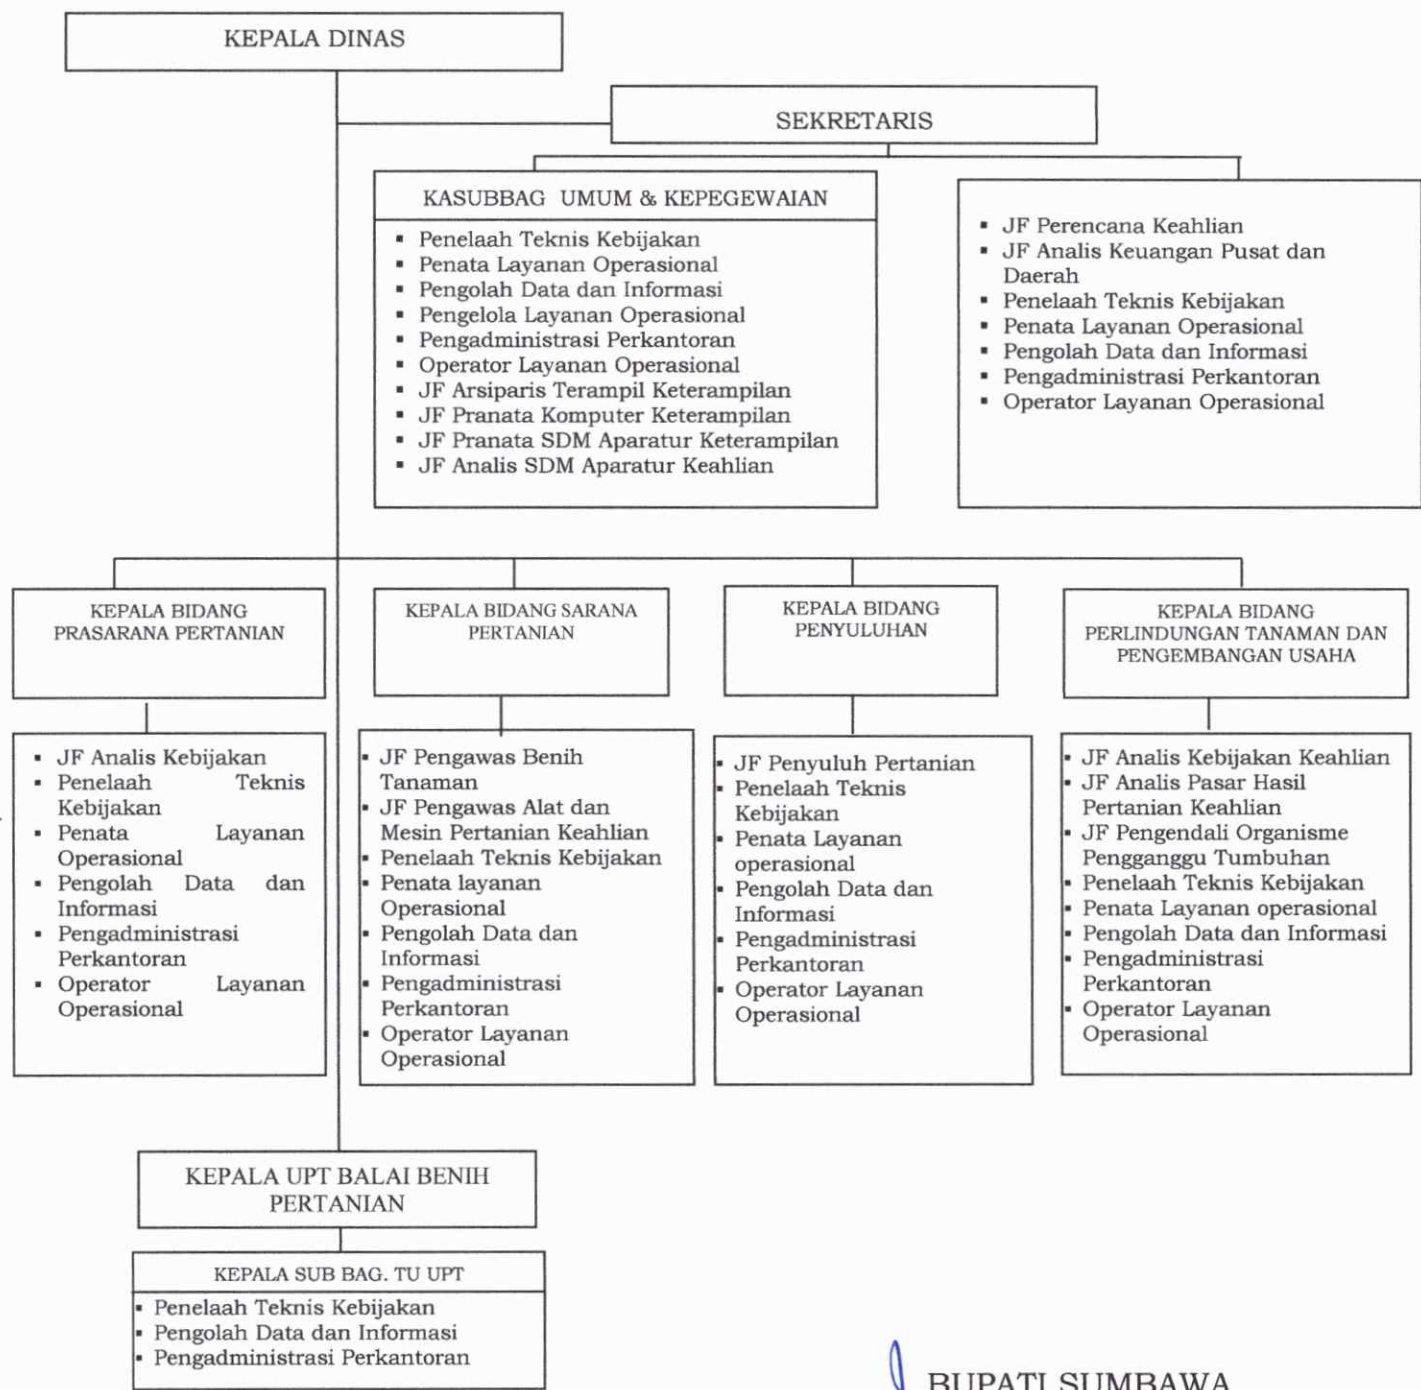 KEPALA DINAS
SEKRETARIS
KASUBBAG UMUM & KEPEGEWAIAN
▪ Penelaah Teknis Kebijakan
▪ Penata Layanan Operasional
▪ Pengolah Data dan Informasi
▪ Pengelola Layanan Operasional
▪ Pengadministrasi Perkantoran
▪ Operator Layanan Operasional
▪ JF Arsiparis Terampil Keterampilan
▪ JF Pranata Komputer Keterampilan
▪ JF Pranata SDM Aparatur Keterampilan
▪ JF Analis SDM Aparatur Keahlian
▪ JF Perencana Keahlian
▪ JF Analis Keuangan Pusat dan
Daerah
▪ Penelaah Teknis Kebijakan
▪ Penata Layanan Operasional
▪ Pengolah Data dan Informasi
▪ Pengadministrasi Perkantoran
▪ Operator Layanan Operasional
KEPALA BIDANG
PRASARANA PERTANIAN
▪ JF Analis Kebijakan
▪ Penelaah Teknis
Kebijakan
▪ Penata Layanan
Operasional
▪ Pengolah Data dan
Informasi
▪ Pengadministrasi
Perkantoran
▪ Operator Layanan
Operasional
KEPALA BIDANG SARANA
PERTANIAN
▪ JF Pengawas Benih
Tanaman
▪ JF Pengawas Alat dan
Mesin Pertanian Keahlian
▪ Penelaah Teknis Kebijakan
▪ Penata layanan
Operasional
▪ Pengolah Data dan
Informasi
▪ Pengadministrasi
Perkantoran
▪ Operator Layanan
Operasional
KEPALA BIDANG
PENYULUHAN
▪ JF Penyuluh Pertanian
▪ Penelaah Teknis
Kebijakan
▪ Penata Layanan
operasional
▪ Pengolah Data dan
Informasi
▪ Pengadministrasi
Perkantoran
▪ Operator Layanan
Operasional
KEPALA BIDANG
PERLINDUNGAN TANAMAN DAN
PENGEMBANGAN USAHA
▪ JF Analis Kebijakan Keahlian
▪ JF Analis Pasar Hasil
Pertanian Keahlian
▪ JF Pengendali Organisme
Pengganggu Tumbuhan
▪ Penelaah Teknis Kebijakan
▪ Penata Layanan operasional
▪ Pengolah Data dan Informasi
▪ Pengadministrasi
Perkantoran
▪ Operator Layanan
Operasional
KEPALA UPT BALAI BENIH
PERTANIAN
KEPALA SUB BAG. TU UPT
▪ Penelaah Teknis Kebijakan
▪ Pengolah Data dan Informasi
▪ Pengadministrasi Perkantoran
BUPATI SUMBAWA